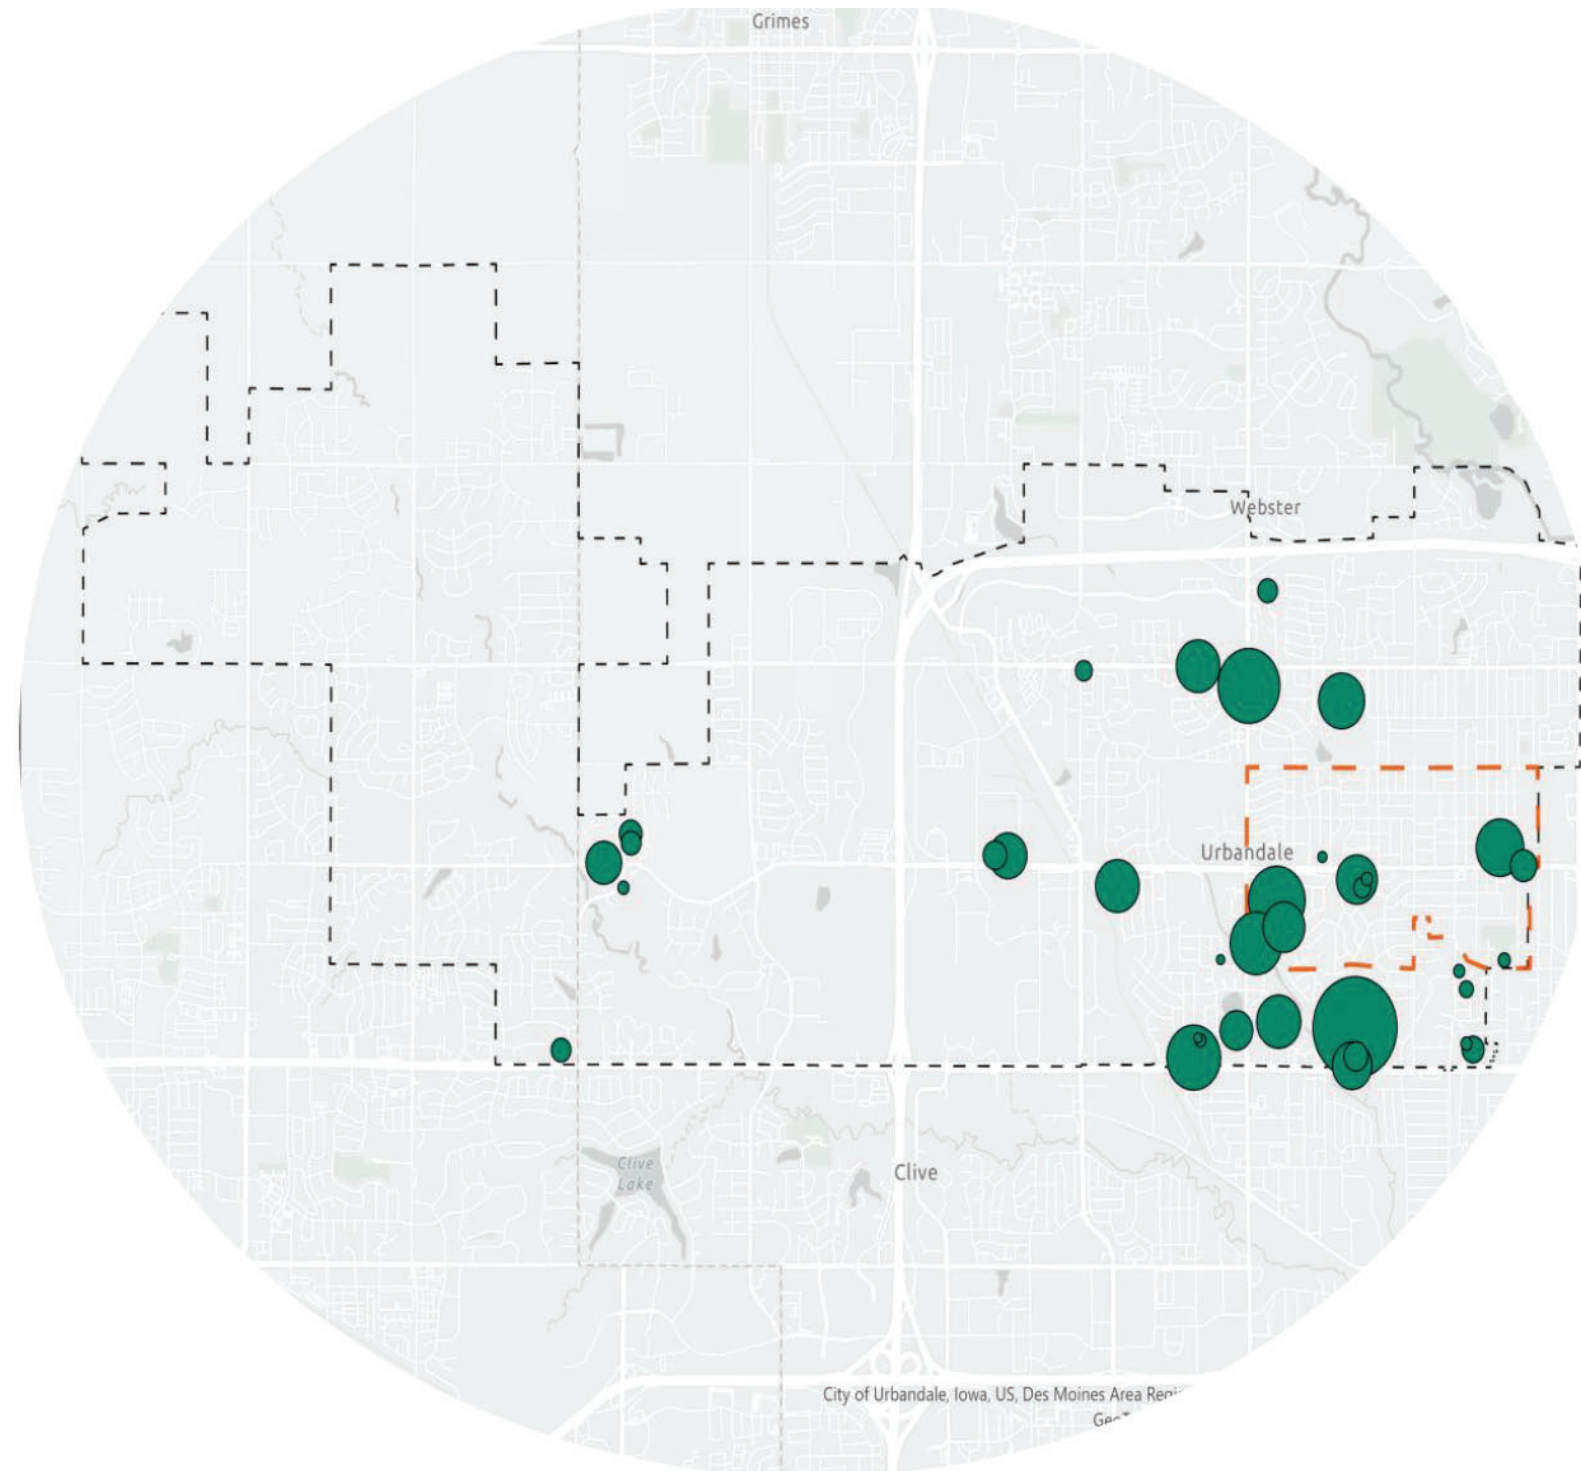 Grimes
Webster
Urbandale
Clive
Lake
Clive
City of Urbandale, Iowa, US, Des Moines Area